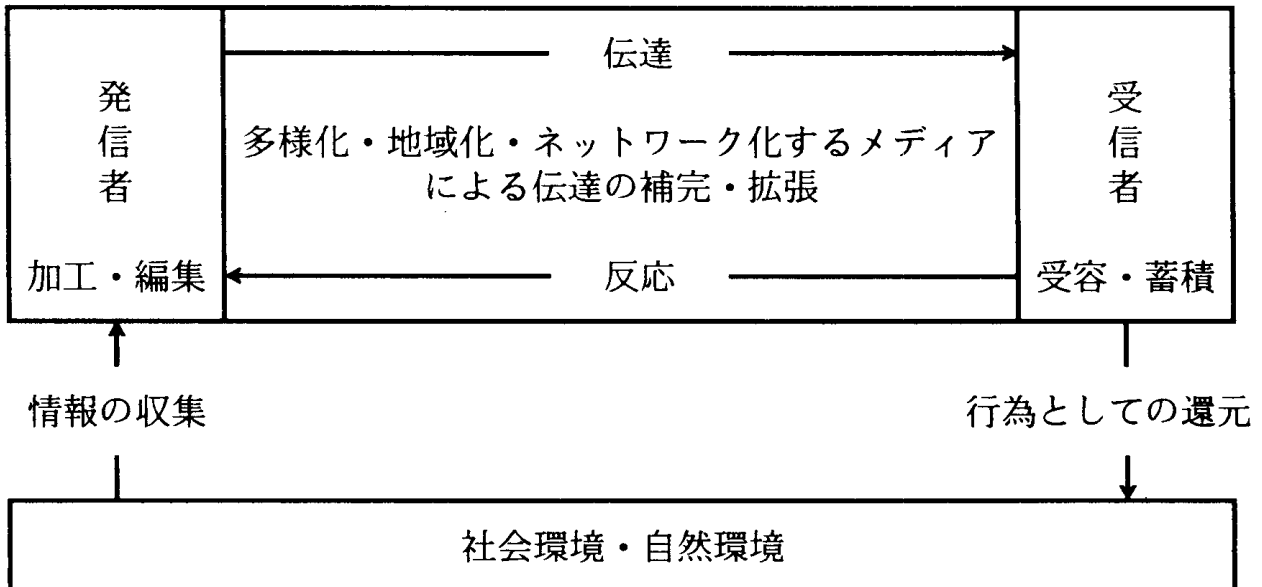 伝達
発信者
受信者
多様化・地域化・ネットワーク化するメディア
による伝達の補完・拡張
加工・編集
反応
受容・蓄積
情報の収集
行為としての還元
社会環境・自然環境